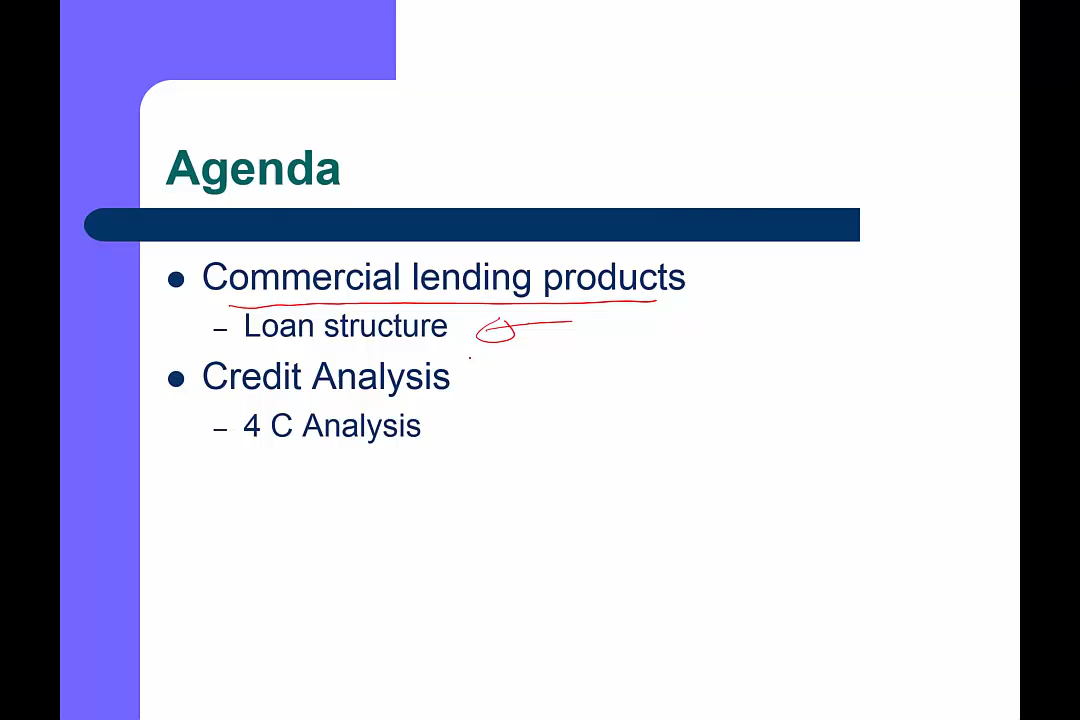 Agenda
Commercial lending products
– Loan structure
Credit Analysis
– 4 C Analysis